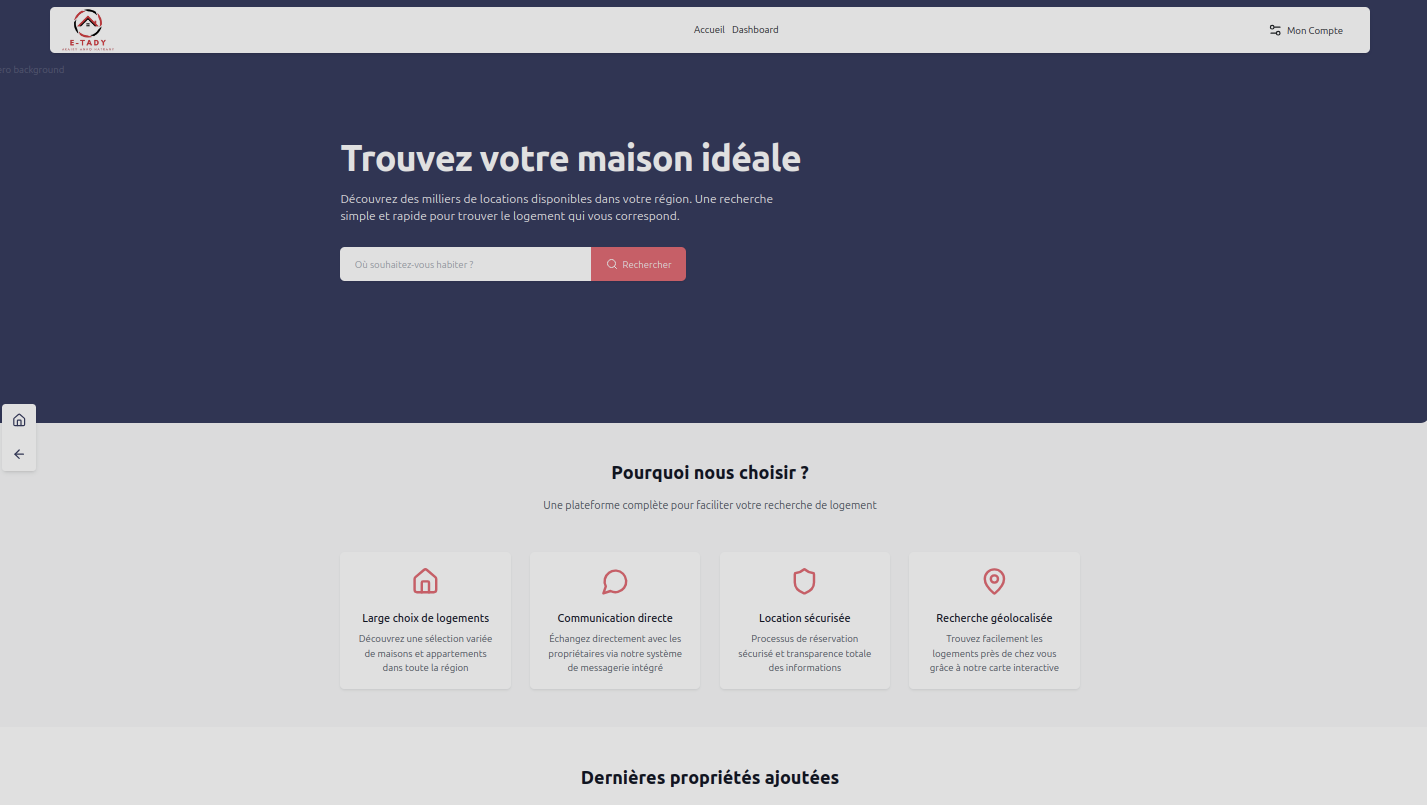 E-TADY
Accueil Dashboard
Mon Compte
ero background
Trouvez votre maison idéale
Découvrez des milliers de locations disponibles dans votre région. Une recherche
simple et rapide pour trouver le logement qui vous correspond.
Où souhaitez-vous habiter ?
Rechercher
Pourquoi nous choisir ?
Une plateforme complète pour faciliter votre recherche de logement
Large choix de logements
Découvrez une sélection variée
de maisons et appartements
dans toute la région
Communication directe
Échangez directement avec les
propriétaires via notre système
de messagerie intégré
Location sécurisée
Processus de réservation
sécurisé et transparence totale
des informations
Recherche géolocalisée
Trouvez facilement les
logements près de chez vous
grâce à notre carte interactive
Dernières propriétés ajoutées